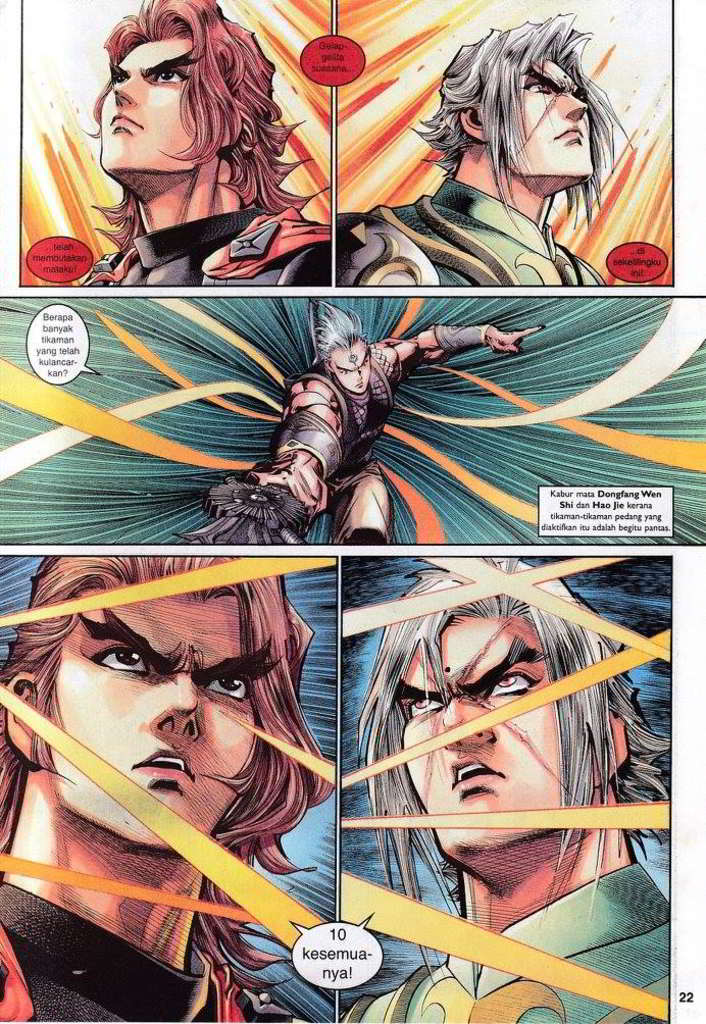 Gelap-
gelita
suasana...
...telah
membutakan
mataku!
...di
sekelilingku
ini...
Berapa
banyak
tikaman
yang telah
kulancar-
kan?
Kabur mata Dongfang Wen
Shi dan Hao Jie kerana
tikaman-tikaman pedang yang
diaktifkan itu adalah begitu pantas.
10
kesemua-
nya!
22